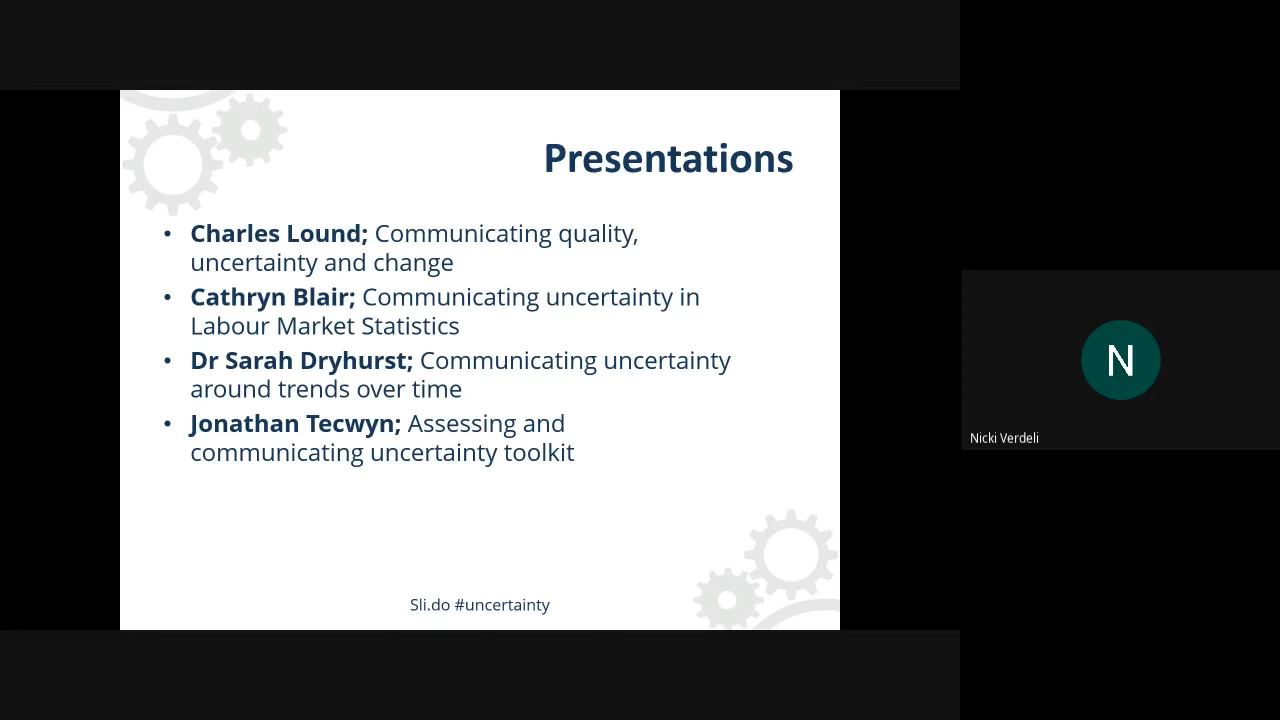 Presentations
• Charles Lound; Communicating quality,
uncertainty and change
• Cathryn Blair; Communicating uncertainty in
Labour Market Statistics
• Dr Sarah Dryhurst; Communicating uncertainty
around trends over time
• Jonathan Tecwyn; Assessing and
communicating uncertainty toolkit
Sli.do #uncertainty
N
Nicki Verdeli